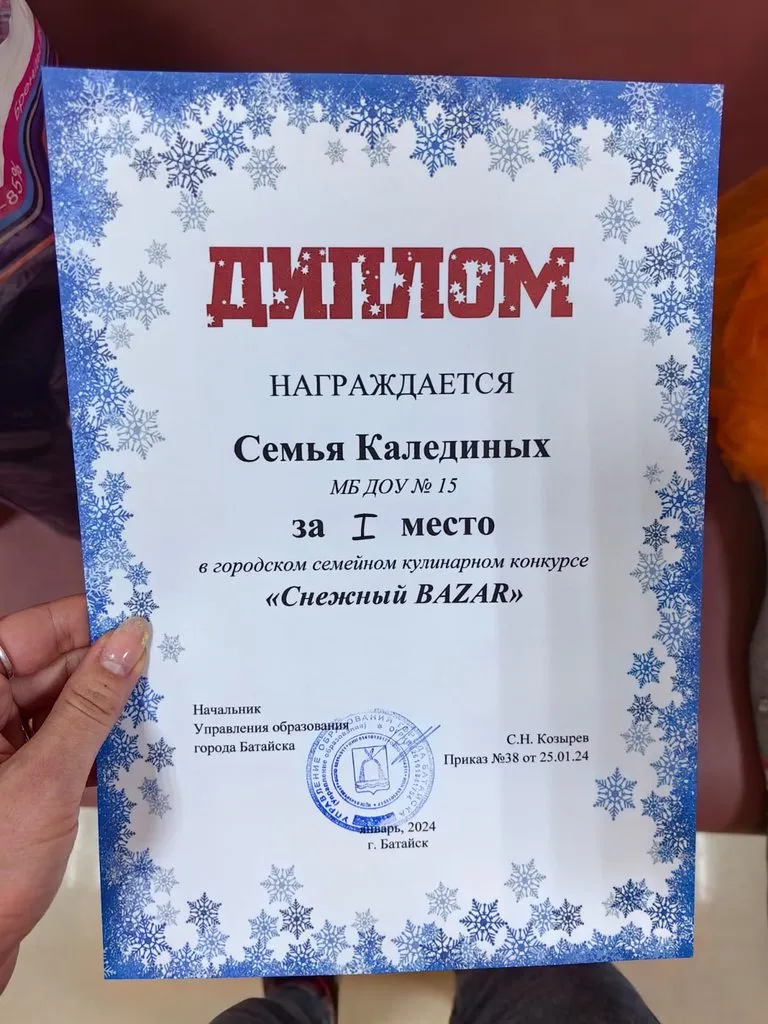 ДИПЛОМ
НАГРАЖДАЕТСЯ
Семья Калединых
МБ ДОУ № 15
за I место
в городском семейном кулинарном конкурсе
«Снежный BAZAR»
Начальник
Управления образования
города Батайска
С.Н. Козырев
Приказ №38 от 25.01.24
январь, 2024
г. Батайск
-85%